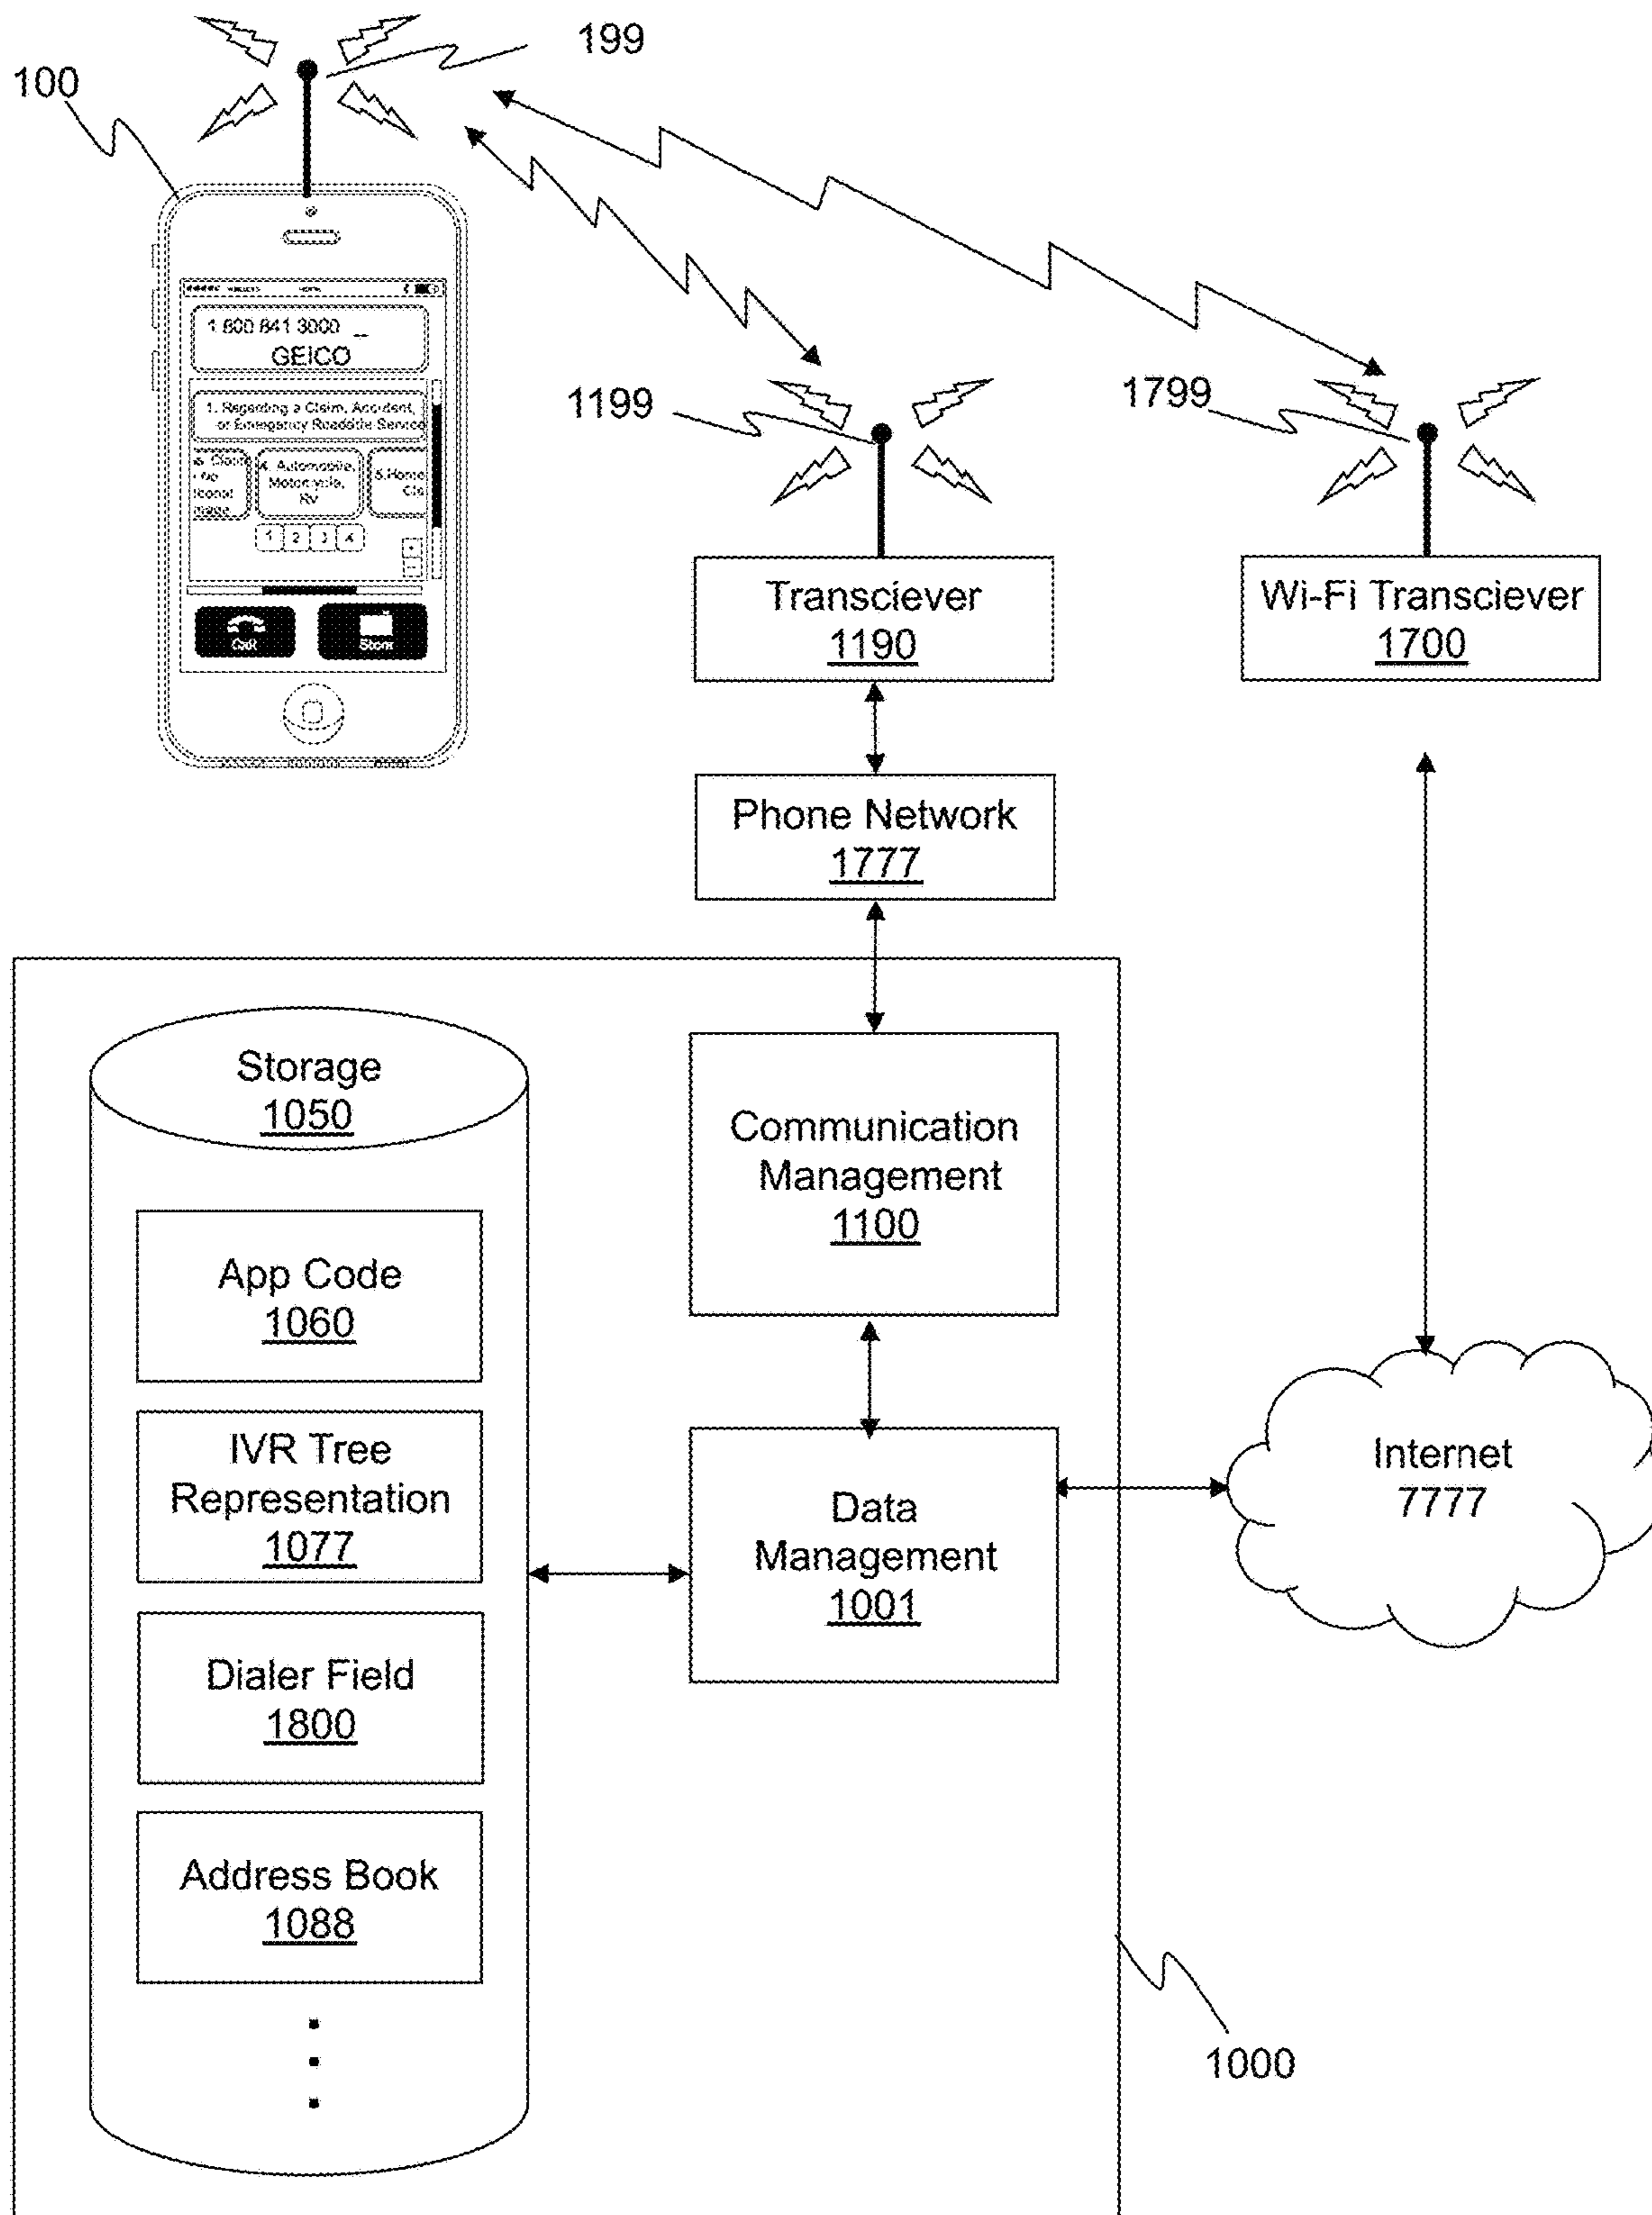 199
100
1 800 841 3000 _
GEICO
1. Regarding a Claim, Accident,
or Emergency Roadside Service
4. Automobile,
Motorcycle,
RV
5.Home
1 2 3 4
+
-
Call
Store
1199
1799
Transciever
1190
Wi-Fi Transciever
1700
Phone Network
1777
Storage
1050
Communication
Management
1100
App Code
1060
IVR Tree
Representation
1077
Data
Management
1001
Internet
7777
Dialer Field
1800
Address Book
1088
1000